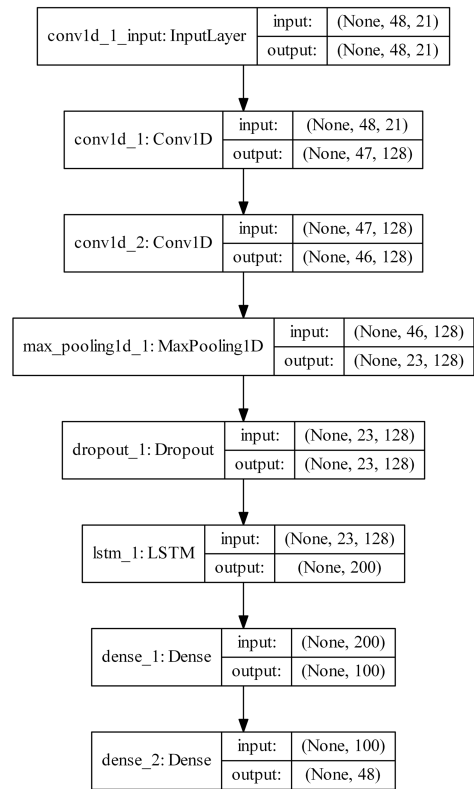 conv1d_1_input: InputLayer
input: (None, 48, 21)
output: (None, 48, 21)
conv1d_1: Conv1D
input: (None, 48, 21)
output: (None, 47, 128)
conv1d_2: Conv1D
input: (None, 47, 128)
output: (None, 46, 128)
max_pooling1d_1: MaxPooling1D
input: (None, 46, 128)
output: (None, 23, 128)
dropout_1: Dropout
input: (None, 23, 128)
output: (None, 23, 128)
lstm_1: LSTM
input: (None, 23, 128)
output: (None, 200)
dense_1: Dense
input: (None, 200)
output: (None, 100)
dense_2: Dense
input: (None, 100)
output: (None, 48)